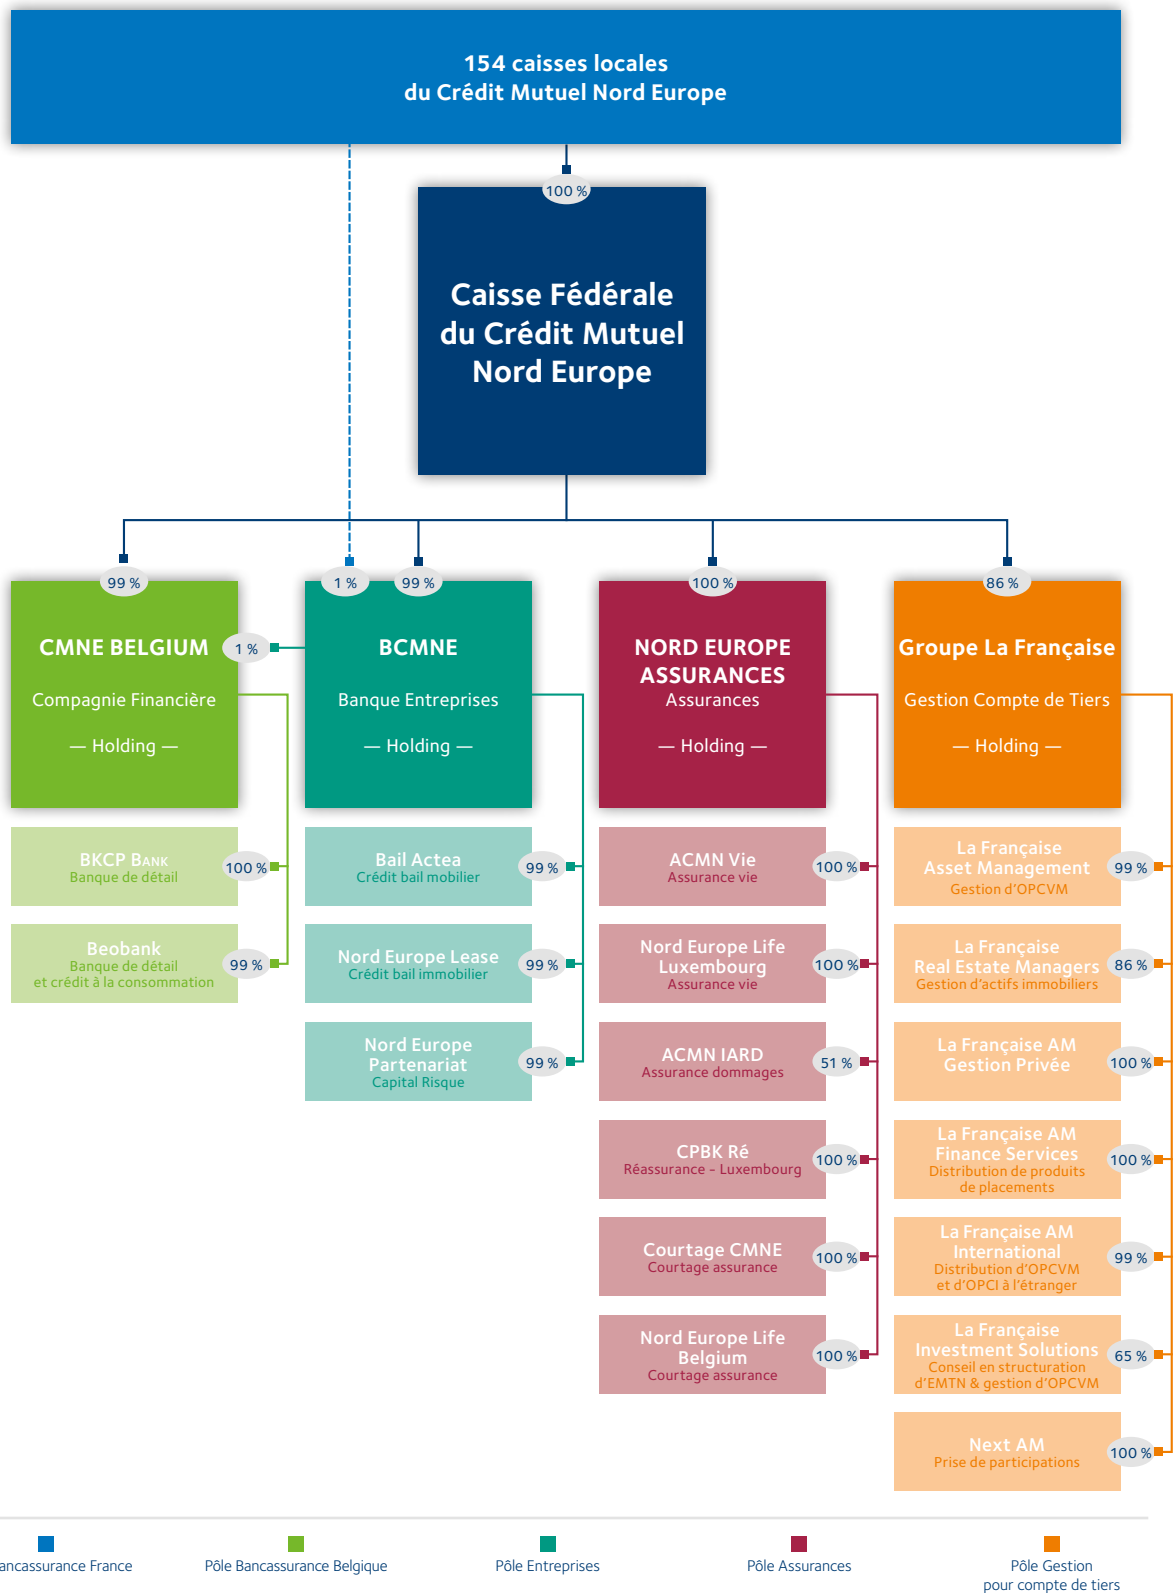 154 caisses locales
du Crédit Mutuel Nord Europe
100 %
Caisse Fédérale
du Crédit Mutuel
Nord Europe
99 %
1 %
99 %
100 %
86 %
CMNE BELGIUM
1 %
Compagnie Financière
— Holding —
BCMNE
Banque Entreprises
— Holding —
NORD EUROPE
ASSURANCES
Assurances
— Holding —
Groupe La Française
Gestion Compte de Tiers
— Holding —
BKCP BANK
Banque de détail
100 %
Beobank
Banque de détail
et crédit à la consommation
99 %
Bail Actea
Crédit bail mobilier
99 %
Nord Europe Lease
Crédit bail immobilier
99 %
Nord Europe
Partenariat
Capital Risque
99 %
ACMN Vie
Assurance vie
100 %
Nord Europe Life
Luxembourg
Assurance vie
100 %
ACMN IARD
Assurance dommages
51 %
CPBK Ré
Réassurance - Luxembourg
100 %
Courtage CMNE
Courtage assurance
100 %
Nord Europe Life
Belgium
Courtage assurance
100 %
La Française
Asset Management
Gestion d'OPCVM
99 %
La Française
Real Estate Managers
Gestion d'actifs immobiliers
86 %
La Française AM
Gestion Privée
100 %
La Française AM
Finance Services
Distribution de produits
de placements
100 %
La Française AM
International
Distribution d'OPCVM
et d'OPCI à l'étranger
99 %
La Française
Investment Solutions
Conseil en structuration
d'EMTN & gestion d'OPCVM
65 %
Next AM
Prise de participations
100 %
ancassurance France
Pôle Bancassurance Belgique
Pôle Entreprises
Pôle Assurances
Pôle Gestion
pour compte de tiers